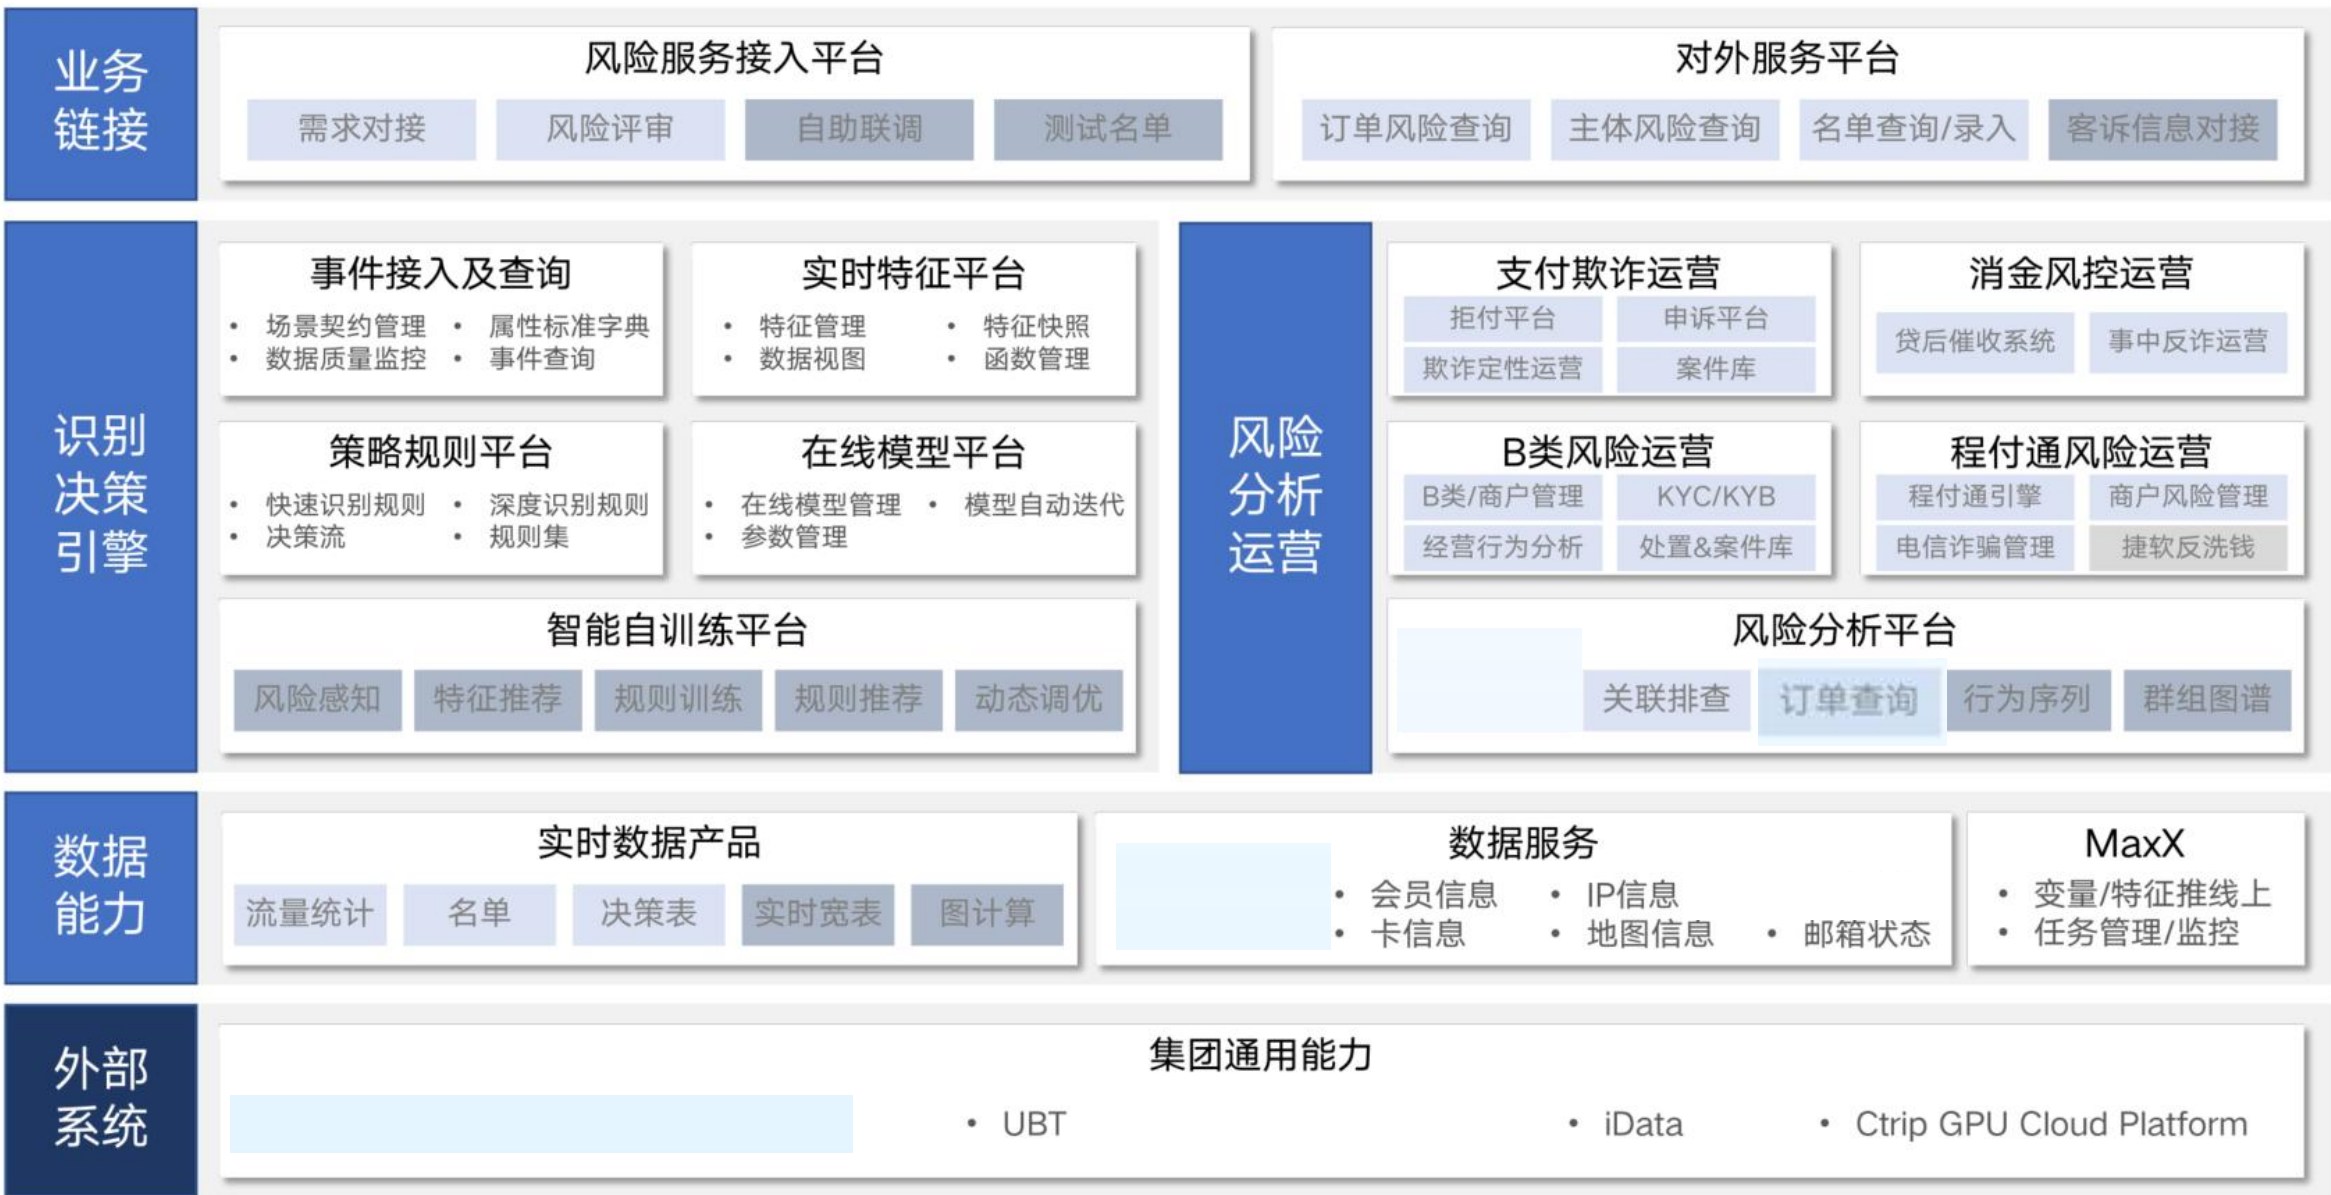 业务
链接
风险服务接入平台
需求对接
风险评审
自助联调
测试名单
对外服务平台
订单风险查询
主体风险查询
名单查询/录入
客诉信息对接
识别
决策
引擎
事件接入及查询
• 场景契约管理 • 属性标准字典
• 数据质量监控 • 事件查询
实时特征平台
• 特征管理 • 特征快照
• 数据视图 • 函数管理
策略规则平台
• 快速识别规则 • 深度识别规则
• 决策流 • 规则集
在线模型平台
• 在线模型管理 • 模型自动迭代
• 参数管理
智能自训练平台
风险感知
特征推荐
规则训练
规则推荐
动态调优
风险
分析
运营
支付欺诈运营
拒付平台
申诉平台
欺诈定性运营
案件库
消金风控运营
贷后催收系统
事中反诈运营
B类风险运营
B类/商户管理
KYC/KYB
经营行为分析
处置&案件库
程付通风险运营
程付通引擎
商户风险管理
电信诈骗管理
捷软反洗钱
风险分析平台
关联排查
订单查询
行为序列
群组图谱
数据
能力
实时数据产品
流量统计
名单
决策表
实时宽表
图计算
数据服务
• 会员信息 • IP信息
• 卡信息 • 地图信息 • 邮箱状态
MaxX
• 变量/特征推线上
• 任务管理/监控
外部
系统
集团通用能力
• UBT • iData • Ctrip GPU Cloud Platform